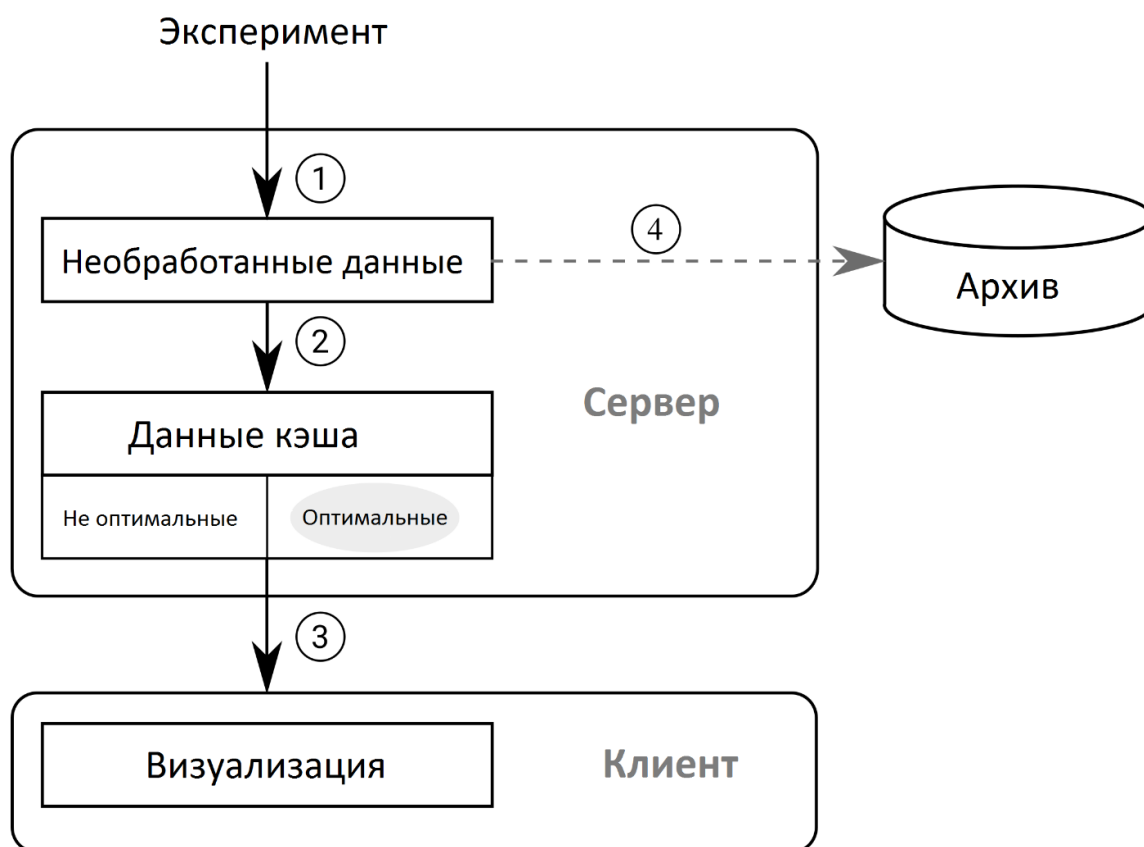 Эксперимент
1
Необработанные данные
4
Архив
2
Сервер
Данные кэша
Не оптимальные
Оптимальные
3
Визуализация
Клиент